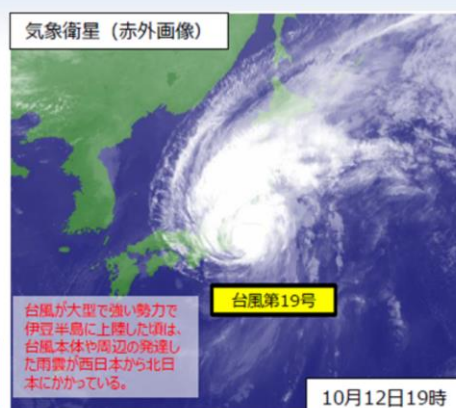 気象衛星（赤外画像）
台風第19号
台風が大型で強い勢力で
伊豆半島に上陸した頃は、
台風本体や周辺の発達し
た雨雲が西日本から北日
本にかかっている。
10月12日19時